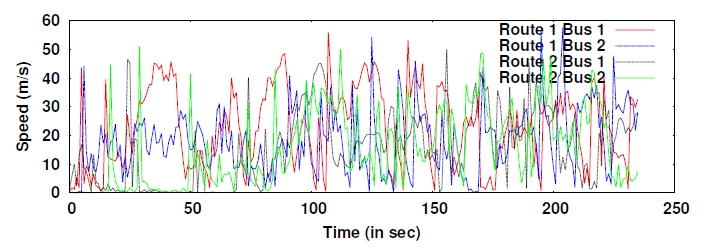 60
50
40
30
20
10
0
Speed (m/s)
Route 1 Bus 1
Route 1 Bus 2
Route 2 Bus 1
Route 2 Bus 2
0 50 100 150 200 250
Time (in sec)